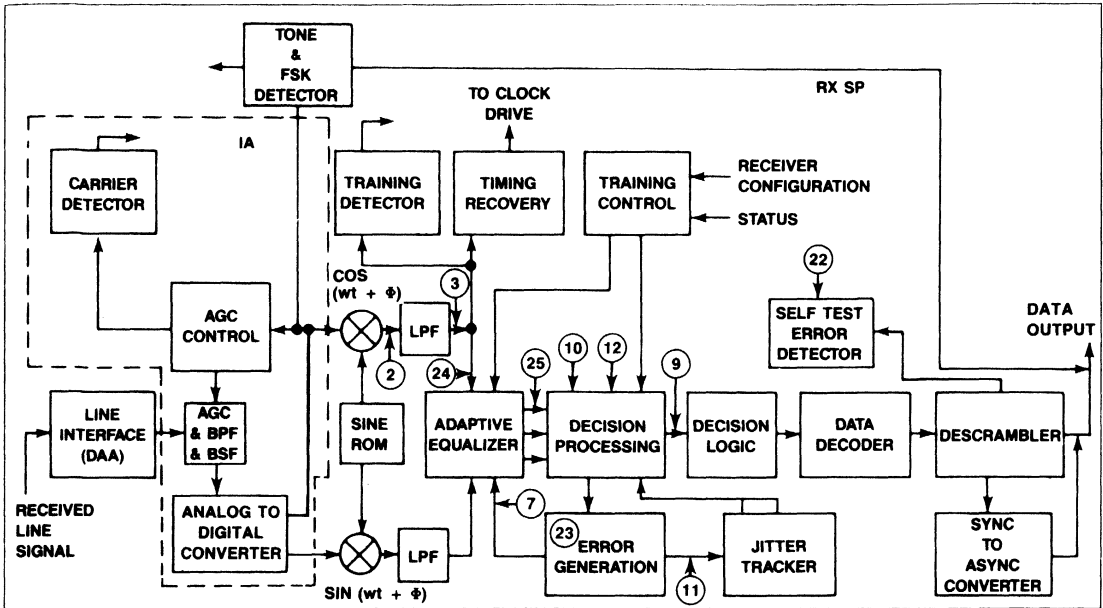 TONE
&
FSK
DETECTOR
RX SP
TO CLOCK
DRIVE
IA
CARRIER
DETECTOR
TRAINING
DETECTOR
TIMING
RECOVERY
TRAINING
CONTROL
RECEIVER
CONFIGURATION
STATUS
COS
(wt + Φ)
3
22
AGC
CONTROL
LPF
SELF TEST
ERROR
DETECTOR
DATA
OUTPUT
2
24
25
10
12
9
LINE
INTERFACE
(DAA)
AGC
& BPF
& BSF
SINE
ROM
ADAPTIVE
EQUALIZER
DECISION
PROCESSING
DECISION
LOGIC
DATA
DECODER
DESCRAMBLER
RECEIVED
LINE
SIGNAL
ANALOG TO
DIGITAL
CONVERTER
LPF
7
23
ERROR
GENERATION
11
JITTER
TRACKER
SYNC
TO
ASYNC
CONVERTER
SIN (wt + Φ)